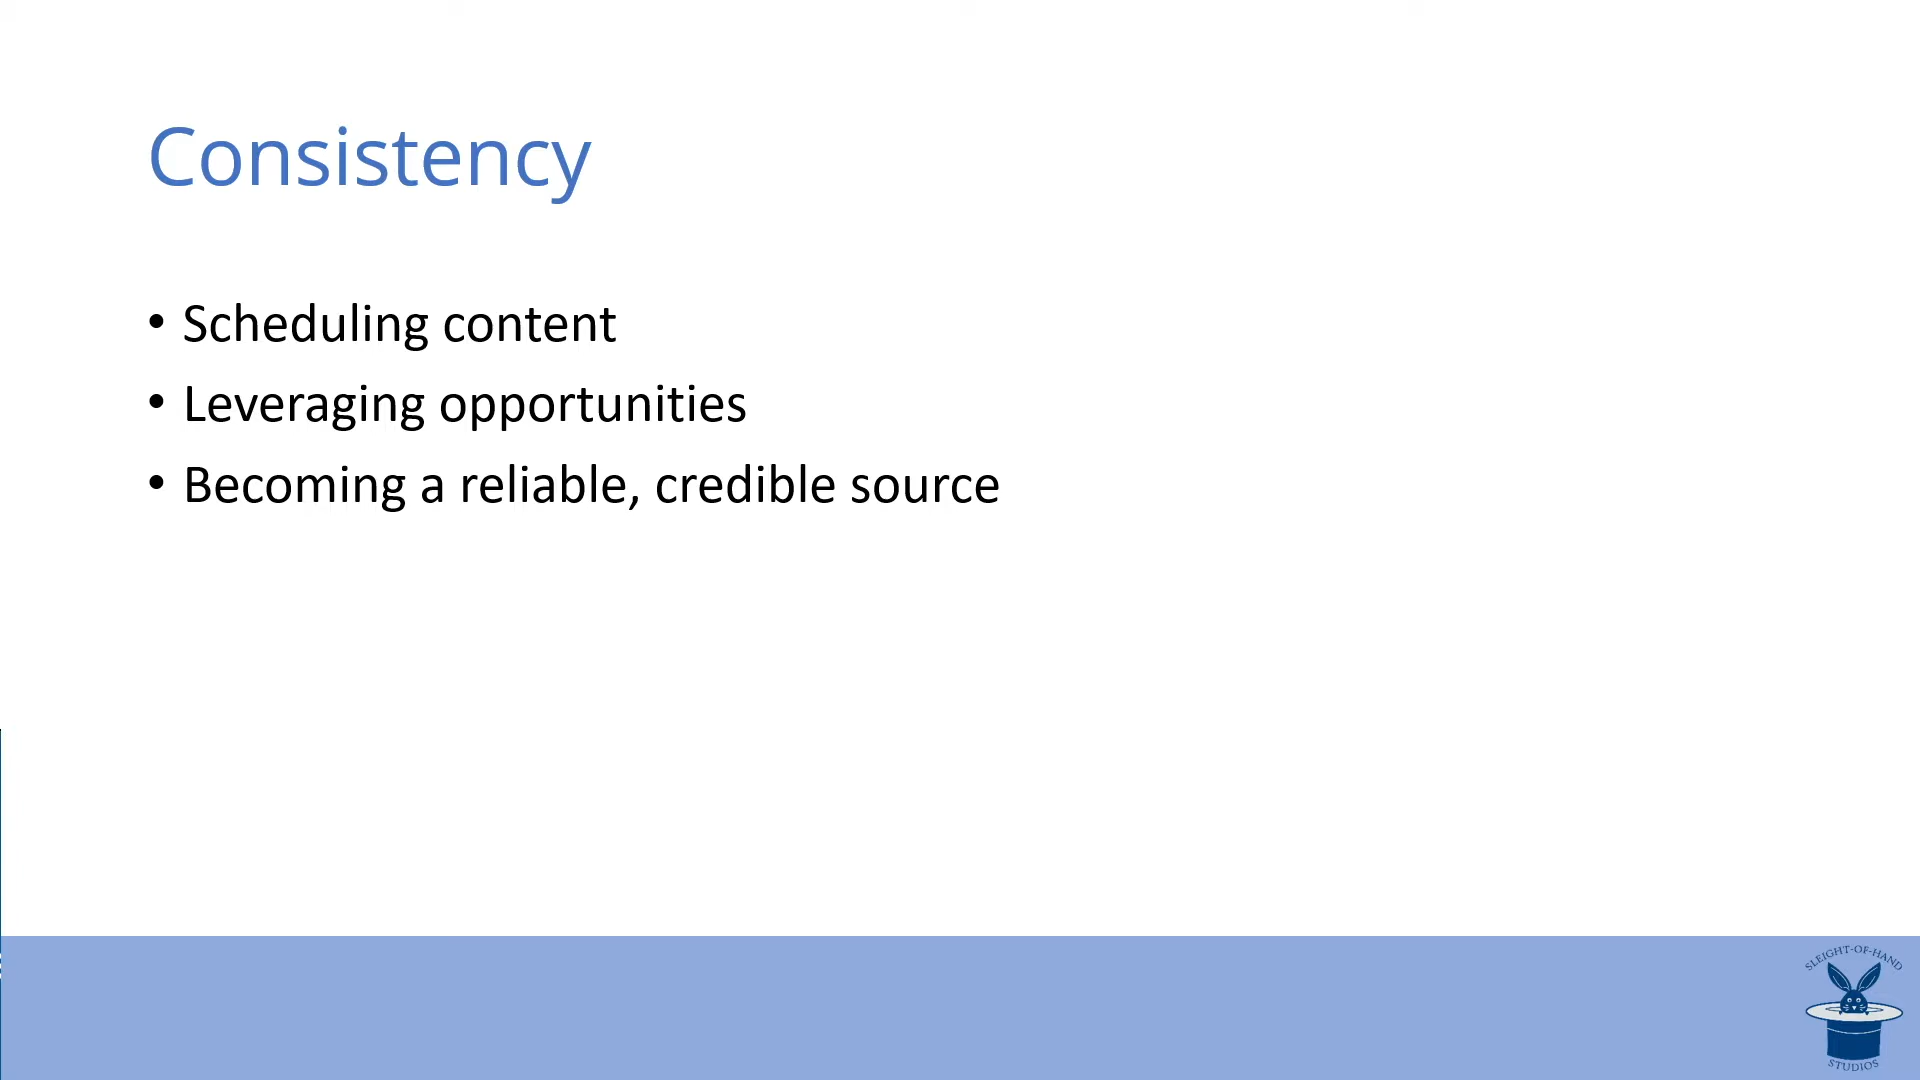 Consistency
• Scheduling content
• Leveraging opportunities
• Becoming a reliable, credible source
SLEIGHT-OF-HAND
STUDIOS